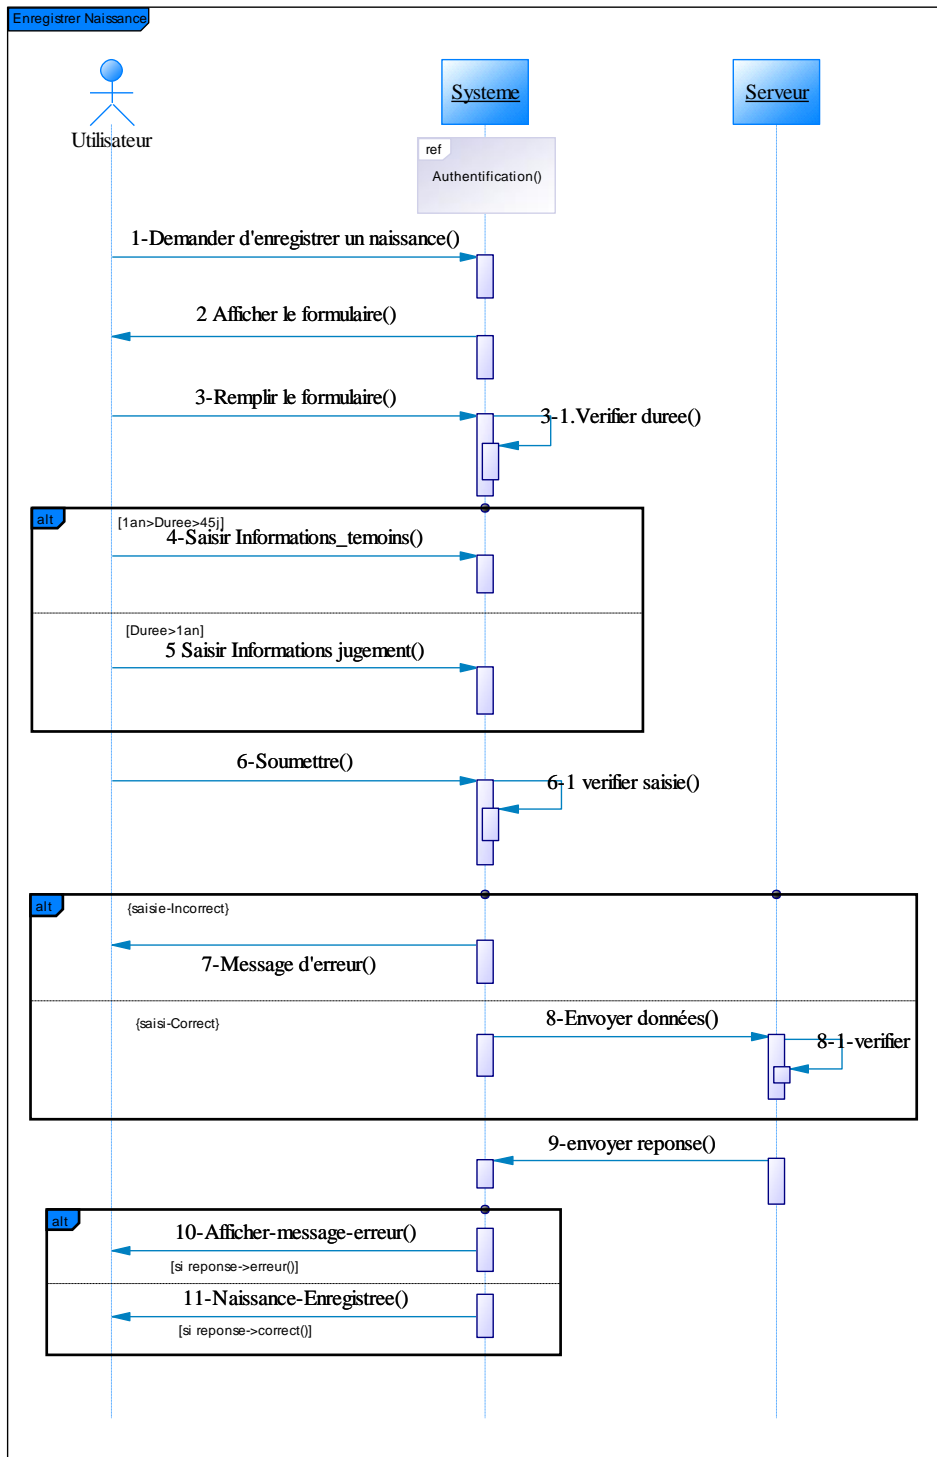 Enregistrer Naissance
Utilisateur
Systeme
Serveur
ref
Authentification()
1-Demander d'enregistrer un naissance()
2 Afficher le formulaire()
3-Remplir le formulaire()
3-1.Verifier duree()
alt
[1an>Duree>45j]
4-Saisir Informations_temoins()
[Duree>1an]
5 Saisir Informations jugement()
6-Soumettre()
6-1 verifier saisie()
alt
{saisie-Incorrect}
7-Message d'erreur()
{saisi-Correct}
8-Envoyer données()
8-1-verifier
9-envoyer reponse()
alt
10-Afficher-message-erreur()
[si reponse->erreur()]
11-Naissance-Enregistree()
[si reponse->correct()]